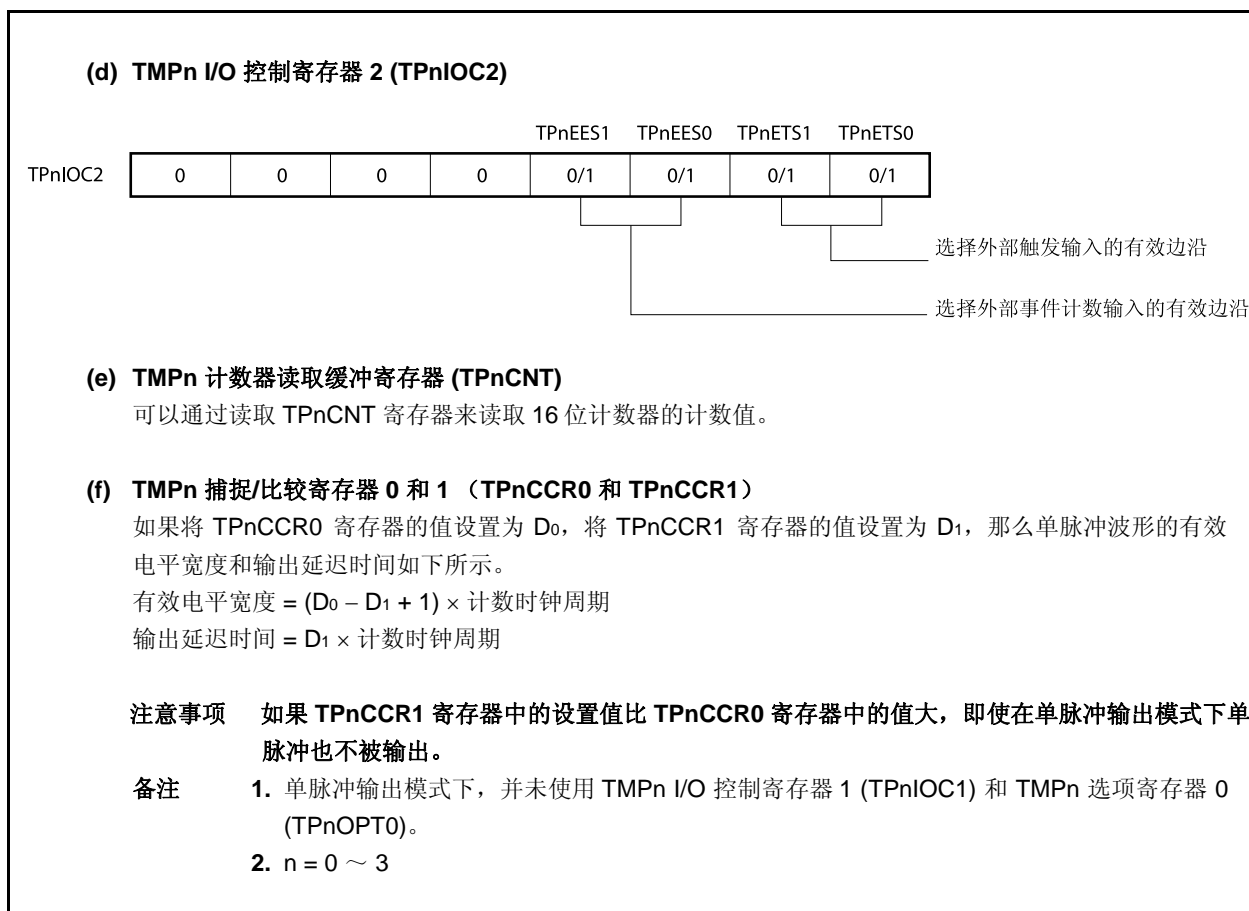 (d) TMPn I/O 控制寄存器 2 (TPnIOC2)
TPnEES1 TPnEES0 TPnETS1 TPnETS0
TPnIOC2 0 0 0 0 0/1 0/1 0/1 0/1
选择外部触发输入的有效边沿
选择外部事件计数输入的有效边沿
(e) TMPn 计数器读取缓冲寄存器 (TPnCNT)
可以通过读取 TPnCNT 寄存器来读取 16 位计数器的计数值。
(f) TMPn 捕捉/比较寄存器 0 和 1 （TPnCCR0 和 TPnCCR1）
如果将 TPnCCR0 寄存器的值设置为 D0，将 TPnCCR1 寄存器的值设置为 D1，那么单脉冲波形的有效
电平宽度和输出延迟时间如下所示。
有效电平宽度 = (D0 − D1 + 1) × 计数时钟周期
输出延迟时间 = D1 × 计数时钟周期
注意事项 如果 TPnCCR1 寄存器中的设置值比 TPnCCR0 寄存器中的值大，即使在单脉冲输出模式下单
脉冲也不被输出。
备注 1. 单脉冲输出模式下，并未使用 TMPn I/O 控制寄存器 1 (TPnIOC1) 和 TMPn 选项寄存器 0
(TPnOPT0)。
2. n = 0 ～ 3